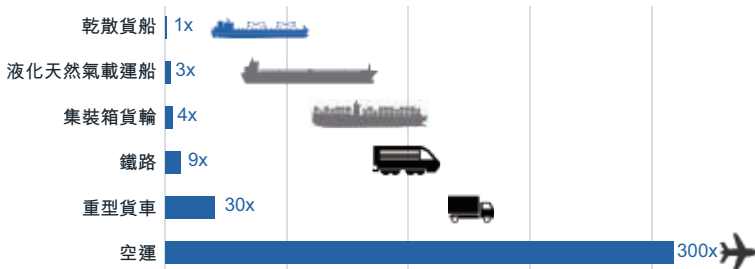 乾散貨船 1x
液化天然氣載運船 3x
集裝箱貨輪 4x
鐵路 9x
重型貨車 30x
空運 300x